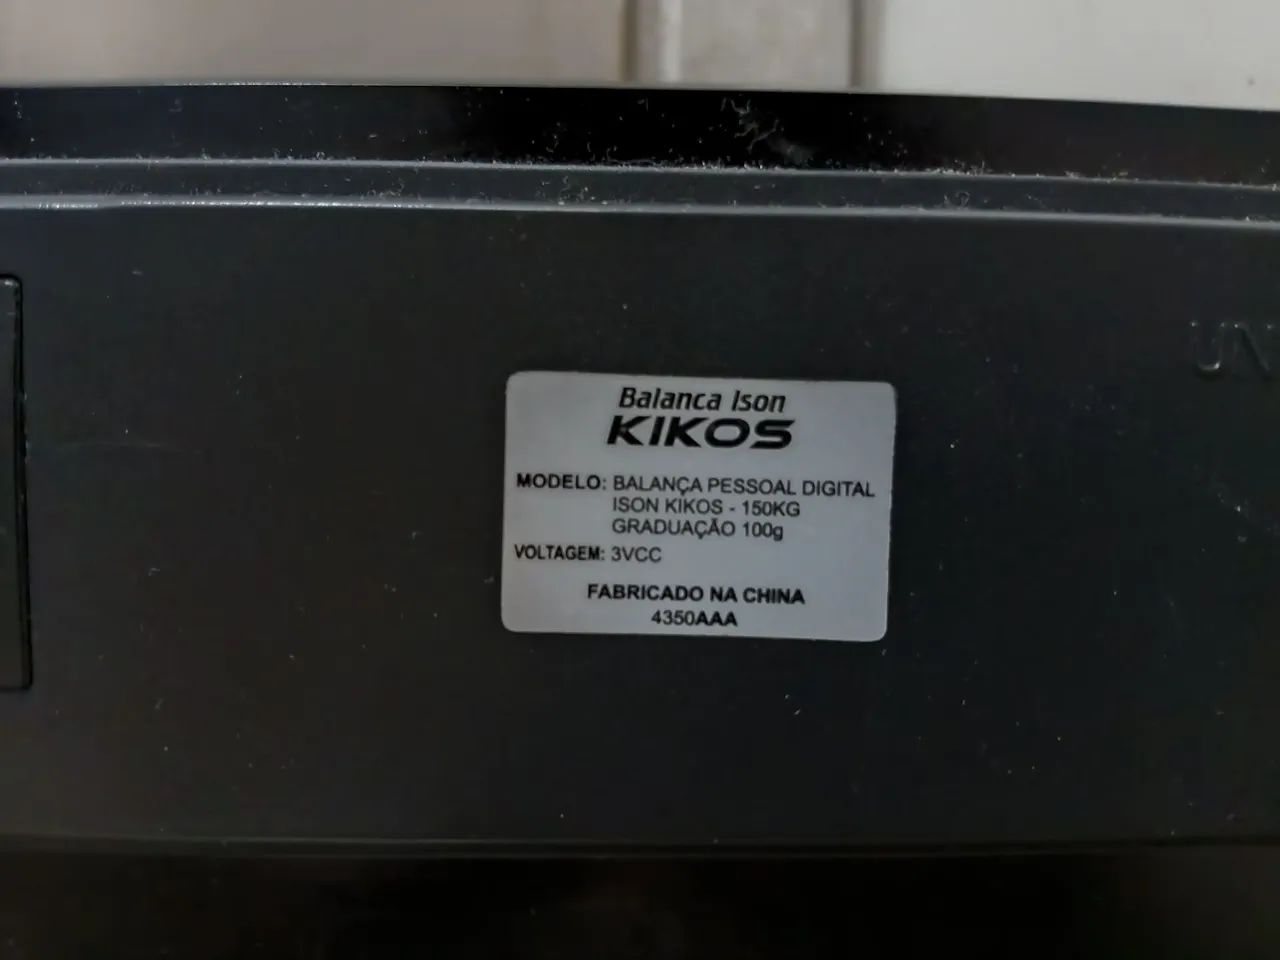 Balanca Ison
KIKOS
MODELO: BALANÇA PESSOAL DIGITAL
ISON KIKOS - 150KG
GRADUAÇÃO 100g
VOLTAGEM: 3VCC
FABRICADO NA CHINA
4350AAA